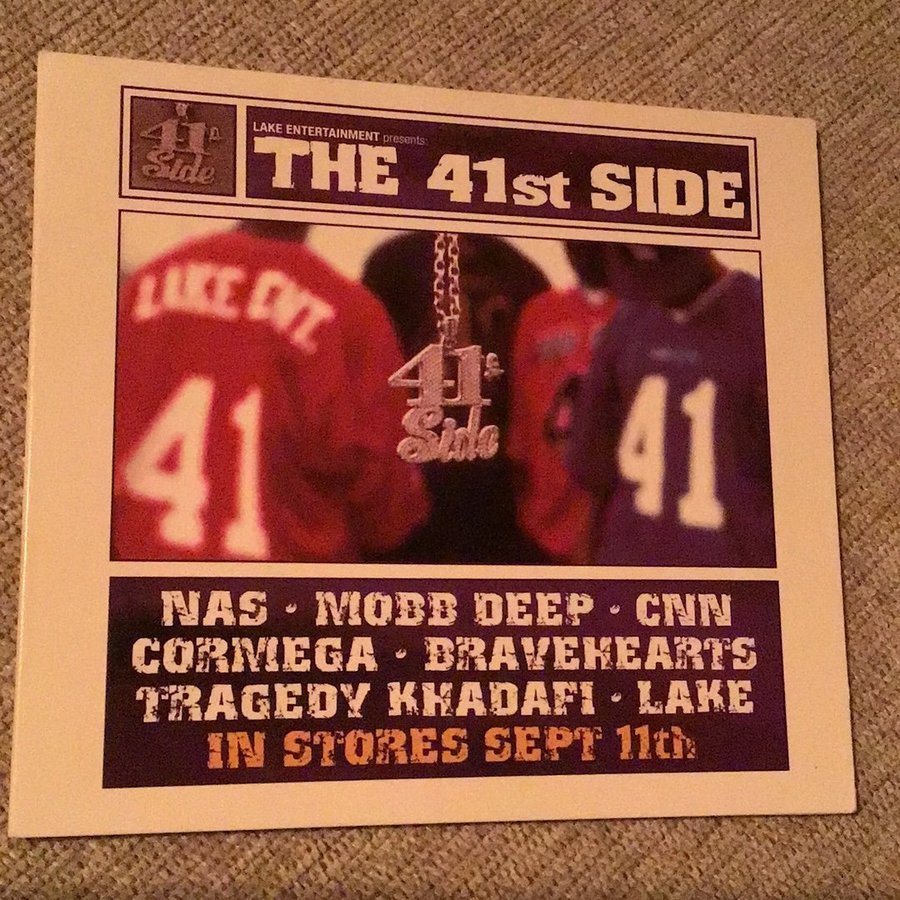 41st
Side
LAKE ENTERTAINMENT presents:
THE 41st SIDE
LAKE ENT.
41
41st
Side
41
NAS · MOBB DEEP · CNN
CORMEGA · BRAVEHEARTS
TRAGEDY KHADAFI · LAKE
IN STORES SEPT 11th